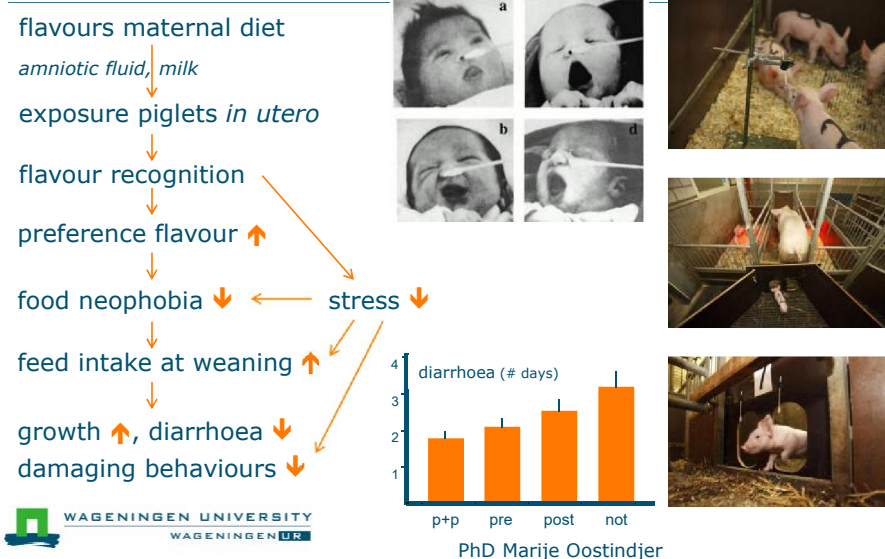 flavours maternal diet
amniotic fluid, milk
exposure piglets in utero
flavour recognition
preference flavour
food neophobia
stress
feed intake at weaning
growth , diarrhoea
damaging behaviours
WAGENINGEN UNIVERSITY
WAGENINGEN UR
a
b
d
4
diarrhoea (# days)
3
2
1
p+p pre post not
PhD Marije Oostindjer